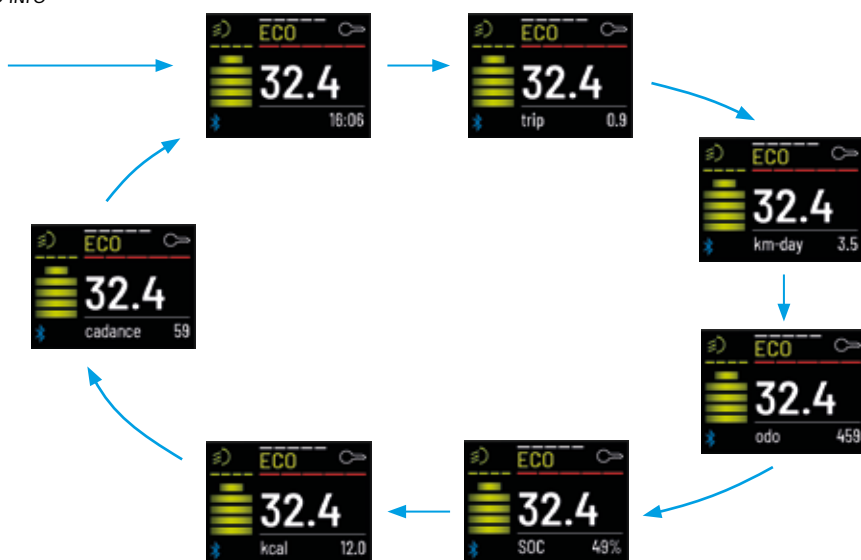 ECO
32.4
16:06
ECO
32.4
trip 0.9
ECO
32.4
km-day 3.5
ECO
32.4
odo 459
ECO
32.4
SOC 49%
ECO
32.4
kcal 12.0
ECO
32.4
cadance 59